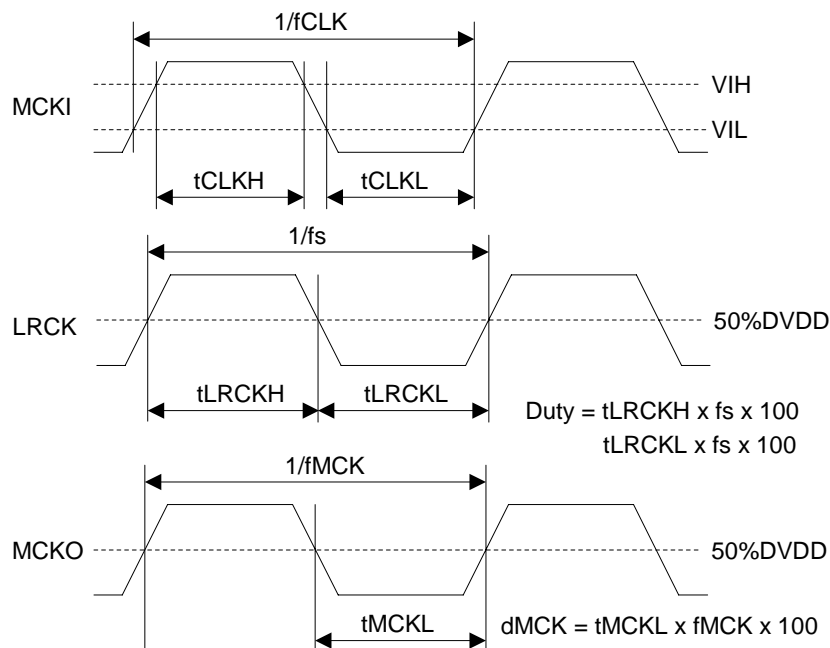 1/fCLK
VIH
MCKI
VIL
tCLKH
tCLKL
1/fs
LRCK
50%DVDD
tLRCKH
tLRCKL
Duty = tLRCKH x fs x 100
tLRCKL x fs x 100
1/fMCK
MCKO
50%DVDD
tMCKL
dMCK = tMCKL x fMCK x 100